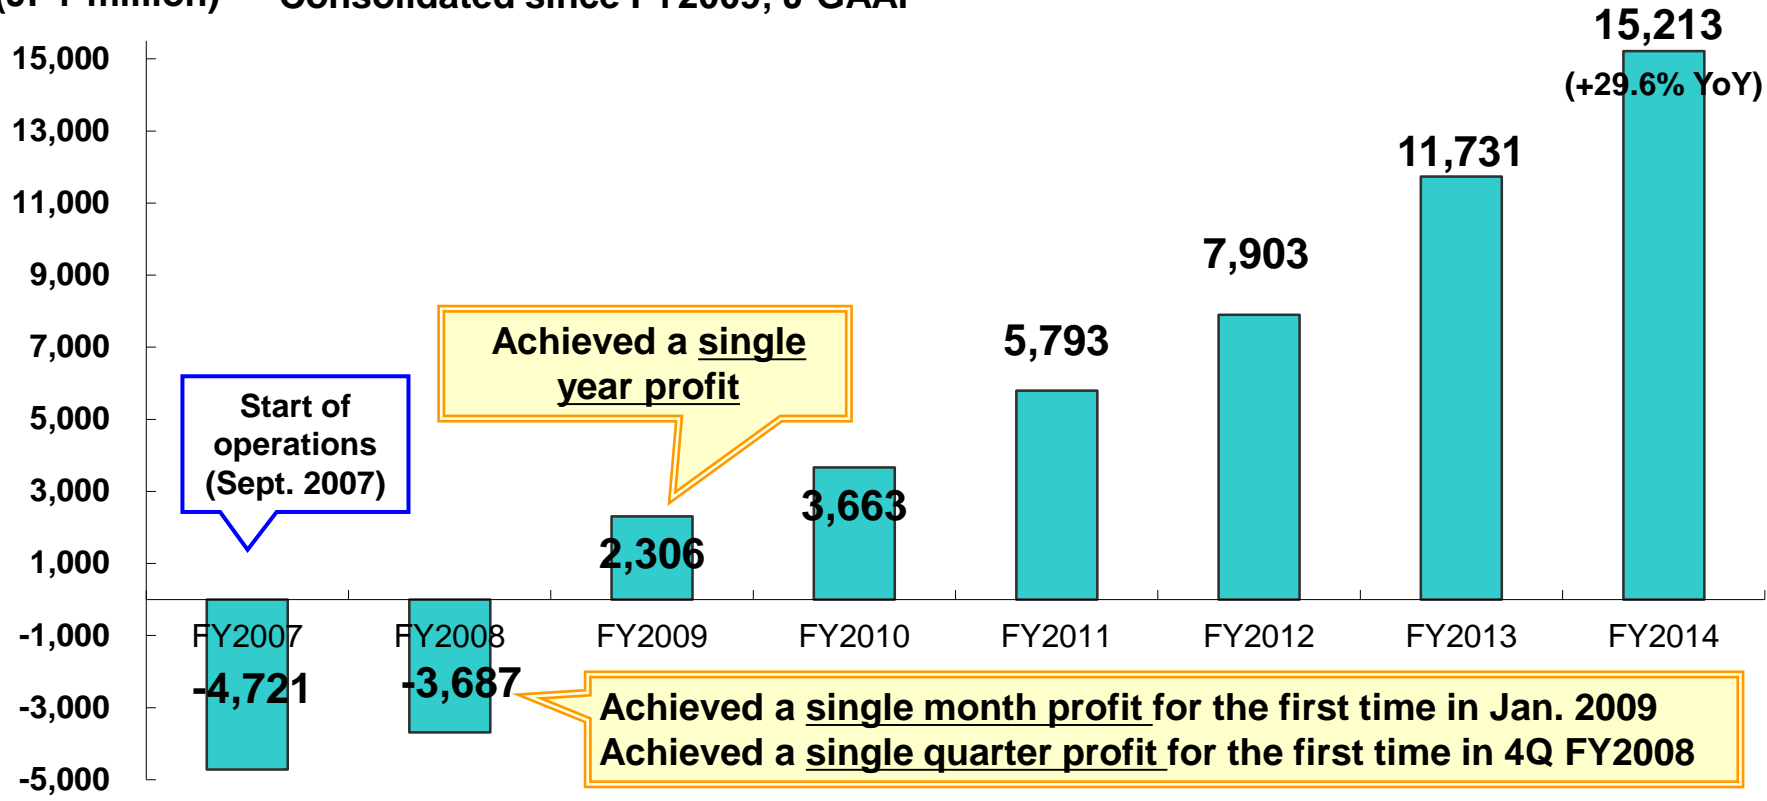 Consolidated since FY2009, J-GAAP
15,213
(+29.6% YoY)
15,000
13,000
11,000
9,000
7,000
5,000
3,000
1,000
-1,000
-3,000
-5,000
11,731
7,903
5,793
3,663
2,306
-4,721
-3,687
Achieved a single
year profit
Start of
operations
(Sept. 2007)
FY2007
FY2008
FY2009
FY2010
FY2011
FY2012
FY2013
FY2014
Achieved a single month profit for the first time in Jan. 2009
Achieved a single quarter profit for the first time in 4Q FY2008